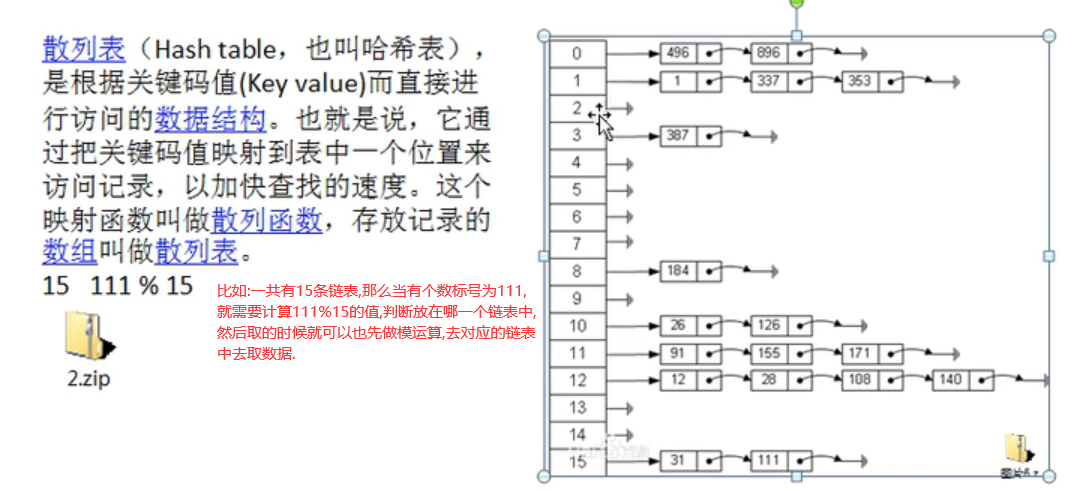 散列表（Hash table，也叫哈希表），
是根据关键码值(Key value)而直接进
行访问的数据结构。也就是说，它通
过把关键码值映射到表中一个位置来
访问记录，以加快查找的速度。这个
映射函数叫做散列函数，存放记录的
数组叫做散列表。
15 111 % 15
比如:一共有15条链表,那么当有个数标号为111,
就需要计算111%15的值,判断放在哪一个链表中,
然后取的时候就可以也先做模运算,去对应的链表
中去取数据.
2.zip
0 496 896
1 1 337 353
2
3 387
4
5
6
7
8 184
9
10 26 126
11 91 155 171
12 12 28 108 140
13
14
15 31 111